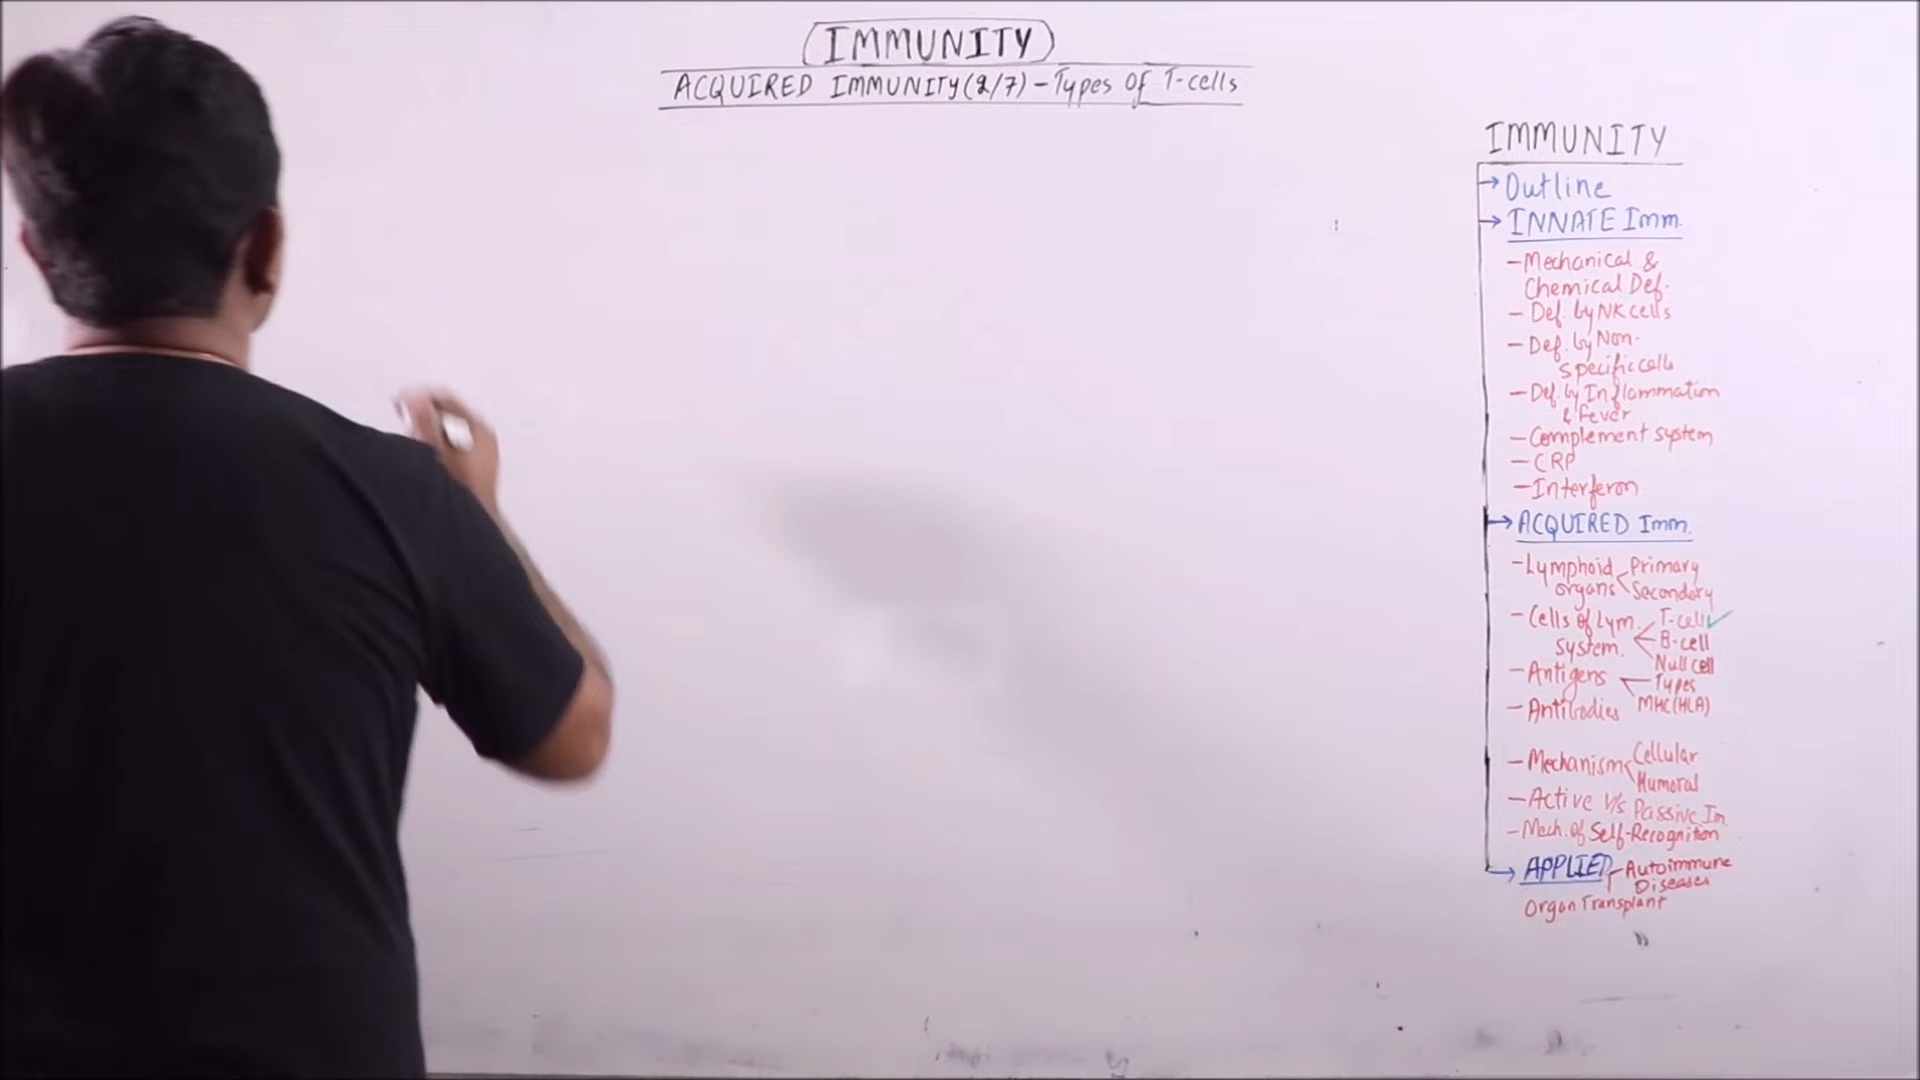 IMMUNITY
ACQUIRED IMMUNITY (2/7) - Types Of T-cells
IMMUNITY
→ Outline
→ INNATE Imm.
- Mechanical &
Chemical Def.
- Def. by NK cells
- Def. by Non-
specific cells
- Def. by Inflammation
& Fever
- Complement system
- CRP
- Interferon
→ ACQUIRED Imm.
- Lymphoid Primary
organs Secondary
- Cells of Lym. T-cell ✓
system. B-cell
Null cell
- Antigens Types
MHC (HLA)
- Antibodies
- Mechanism Cellular
Humoral
- Active V/s Passive Im
- Mech. of Self-Recognition
→ APPLIED Autoimmune
Diseases
Organ Transplant